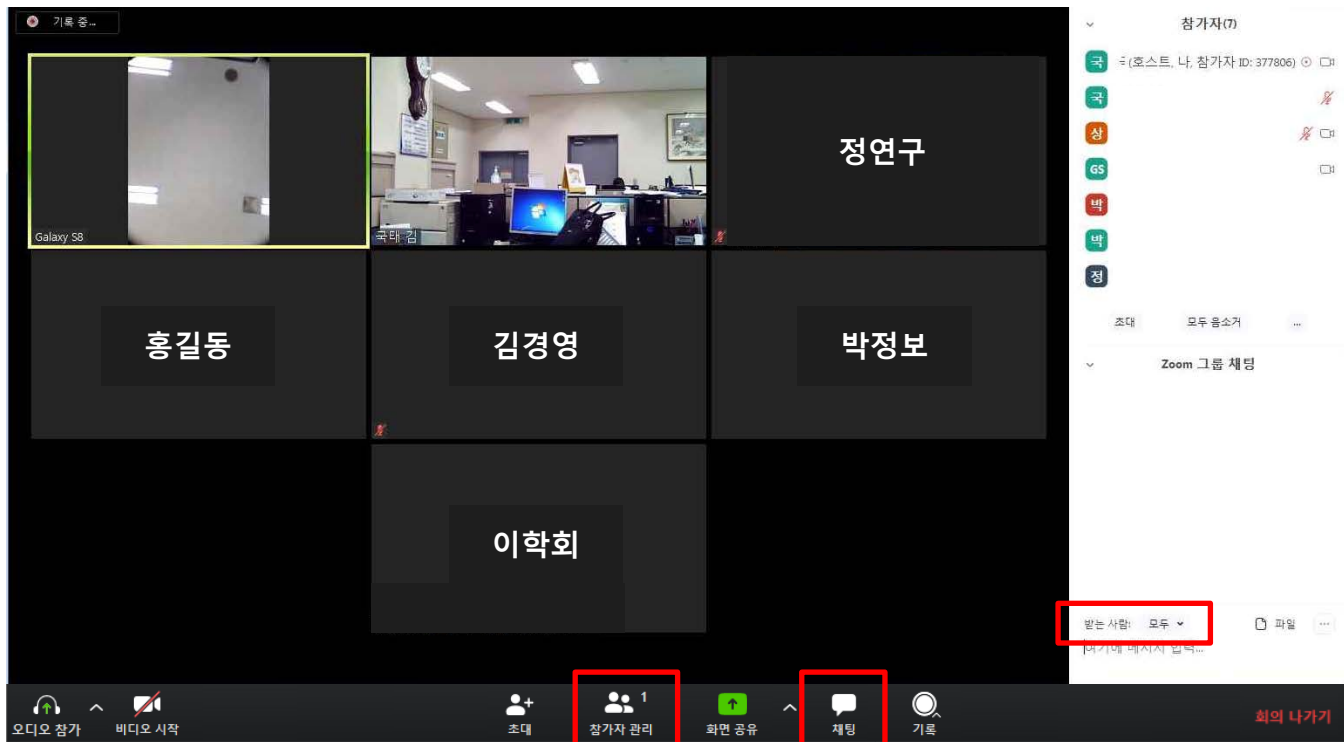 기록 중...
Galaxy S8
국태 김
정연구
홍길동
김경영
박정보
이학회
참가자(7)
국 (호스트, 나, 참가자 ID: 377806)
국
상
GS
박
박
정
초대 모두 음소거 ...
Zoom 그룹 채팅
받는 사람: 모두 파일 ...
여기에 메시지 입력...
오디오 참가 비디오 시작 초대 참가자 관리 1 화면 공유 채팅 기록 회의 나가기